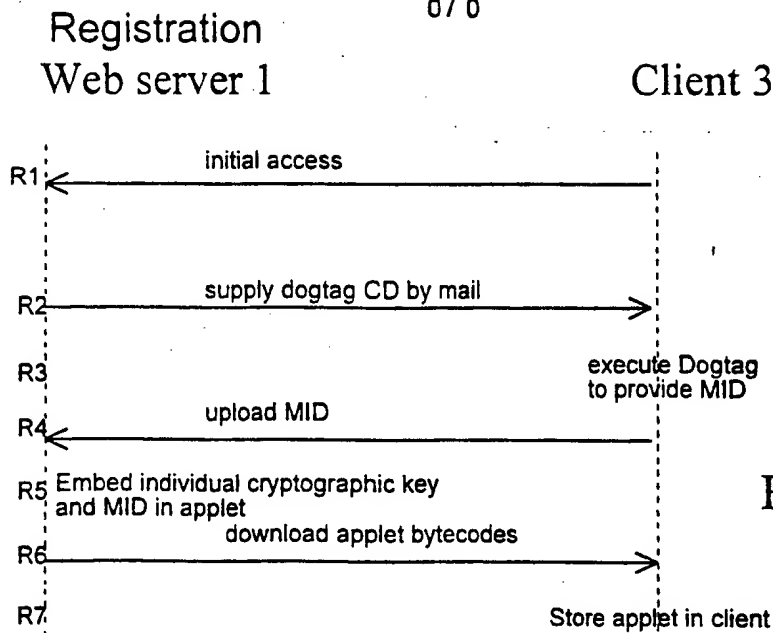 Registration
Web server 1
Client 3
R1
initial access
R2
supply dogtag CD by mail
R3
execute Dogtag
to provide MID
R4
upload MID
R5
Embed individual cryptographic key
and MID in applet
R6
download applet bytecodes
R7
Store applet in client